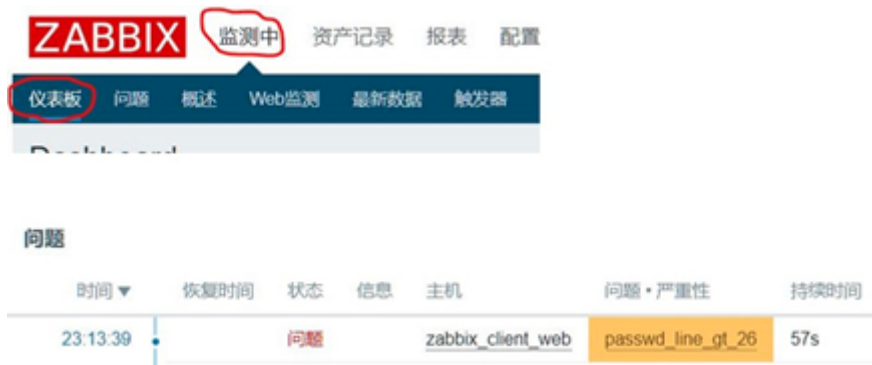 ZABBIX 监测中 资产记录 报表 配置
仪表板 问题 概述 Web监测 最新数据 触发器
Dashboard
问题
时间▼ 恢复时间 状态 信息 主机 问题•严重性 持续时间
23:13:39 问题 zabbix_client_web passwd_line_gt_26 57s